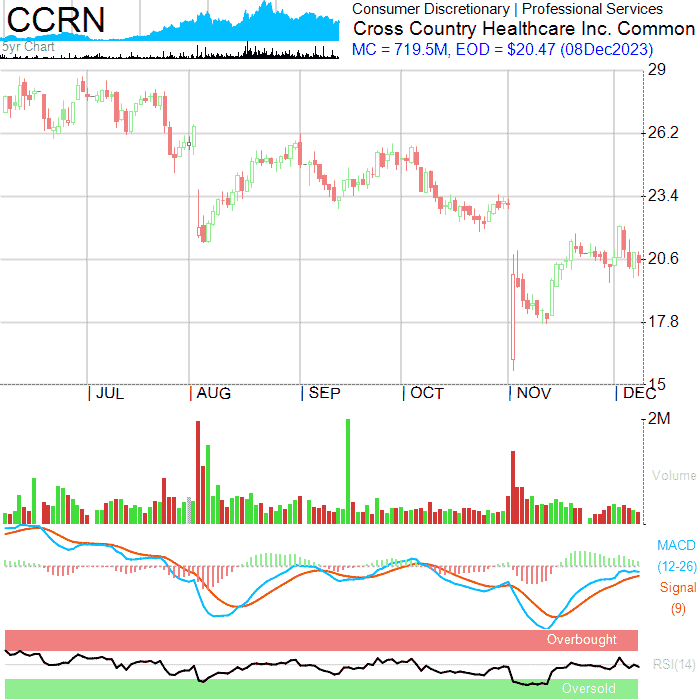 CCRN
5yr Chart
Consumer Discretionary | Professional Services
Cross Country Healthcare Inc. Common
MC = 719.5M, EOD = $20.47 (08Dec2023)
29
26.2
23.4
20.6
17.8
15
| JUL | AUG | SEP | OCT | NOV | DEC
2M
Volume
MACD
(12-26)
Signal
(9)
Overbought
RSI(14)
Oversold